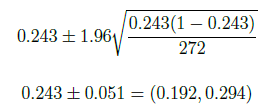 0.243 ± 1.96√(0.243(1 − 0.243)/272)
0.243 ± 0.051 = (0.192, 0.294)